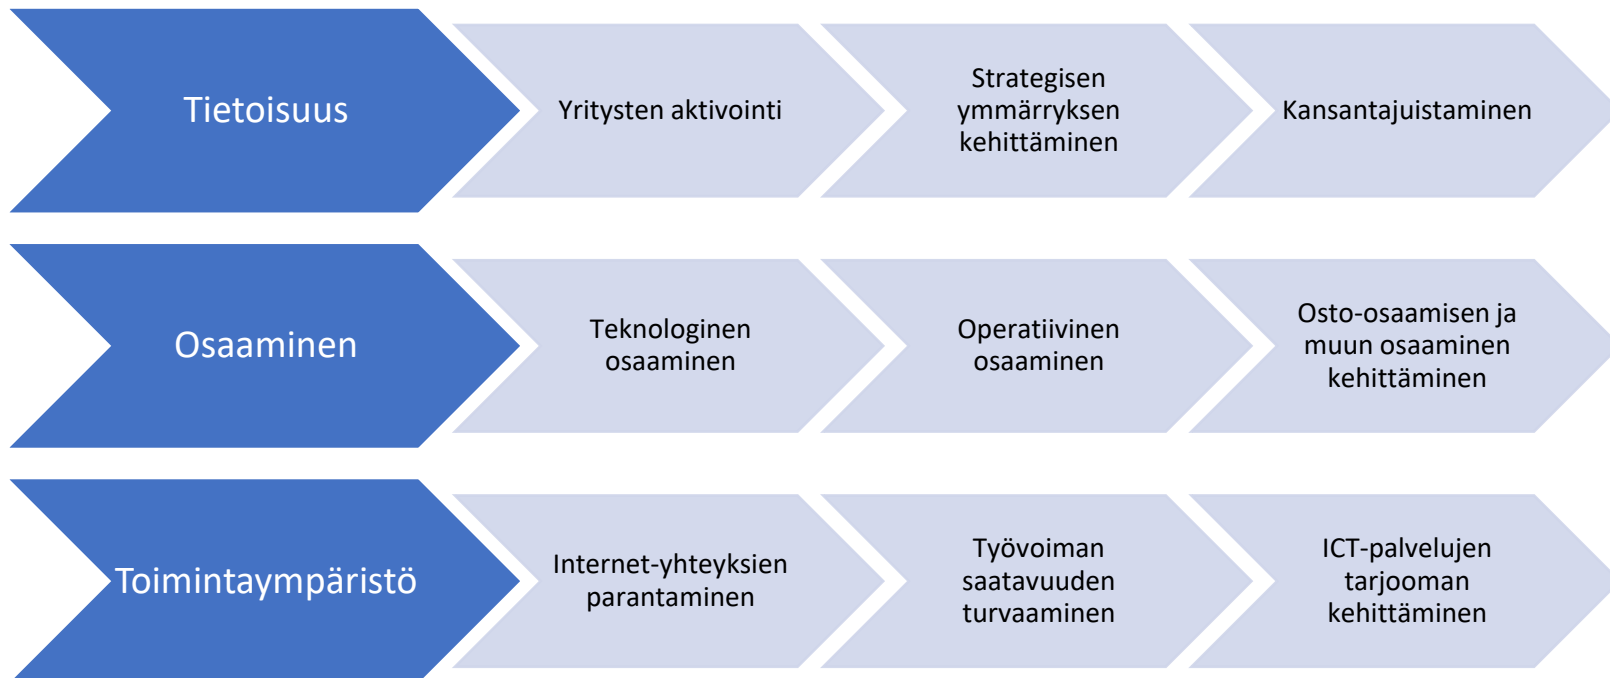 Tietoisuus
Yritysten aktivointi
Strategisen
ymmärryksen
kehittäminen
Kansantajuistaminen
Osaaminen
Teknologinen
osaaminen
Operatiivinen
osaaminen
Osto-osaamisen ja
muun osaaminen
kehittäminen
Toimintaympäristö
Internet-yhteyksien
parantaminen
Työvoiman
saatavuuden
turvaaminen
ICT-palvelujen
tarjooman
kehittäminen